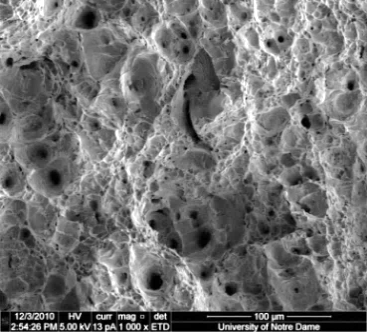 12/3/2010 HV curr mag □ det 100 µm
2:54:26 PM 5.00 kV 13 pA 1 000 x ETD University of Notre Dame